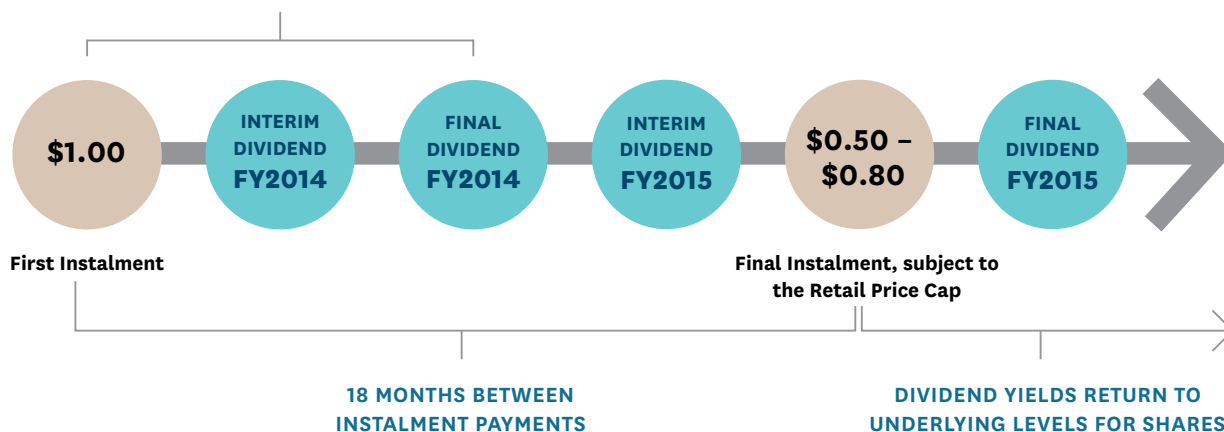 $1.00
INTERIM
DIVIDEND
FY2014
FINAL
DIVIDEND
FY2014
INTERIM
DIVIDEND
FY2015
$0.50 –
$0.80
FINAL
DIVIDEND
FY2015
First Instalment
Final Instalment, subject to
the Retail Price Cap
18 MONTHS BETWEEN
INSTALMENT PAYMENTS
DIVIDEND YIELDS RETURN TO
UNDERLYING LEVELS FOR SHARES